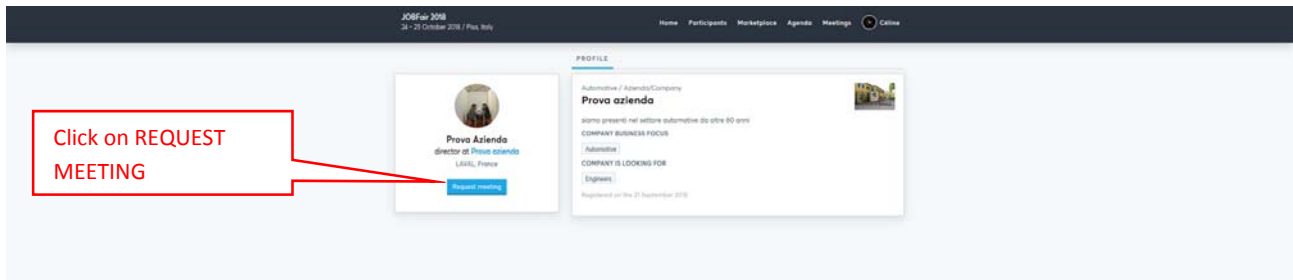 JOBFair 2018
24 - 25 October 2018 / Pisa, Italy
Home Participants Marketplace Agenda Meetings Céline
PROFILE
Click on REQUEST
MEETING
Prova Azienda
director at Prova azienda
LAVAL, France
Request meeting
Automotive / Azienda/Company
Prova azienda
siamo presenti nel settore automotive da oltre 60 anni
COMPANY BUSINESS FOCUS
Automotive
COMPANY IS LOOKING FOR
Engineers
Registered on the 21 September 2018